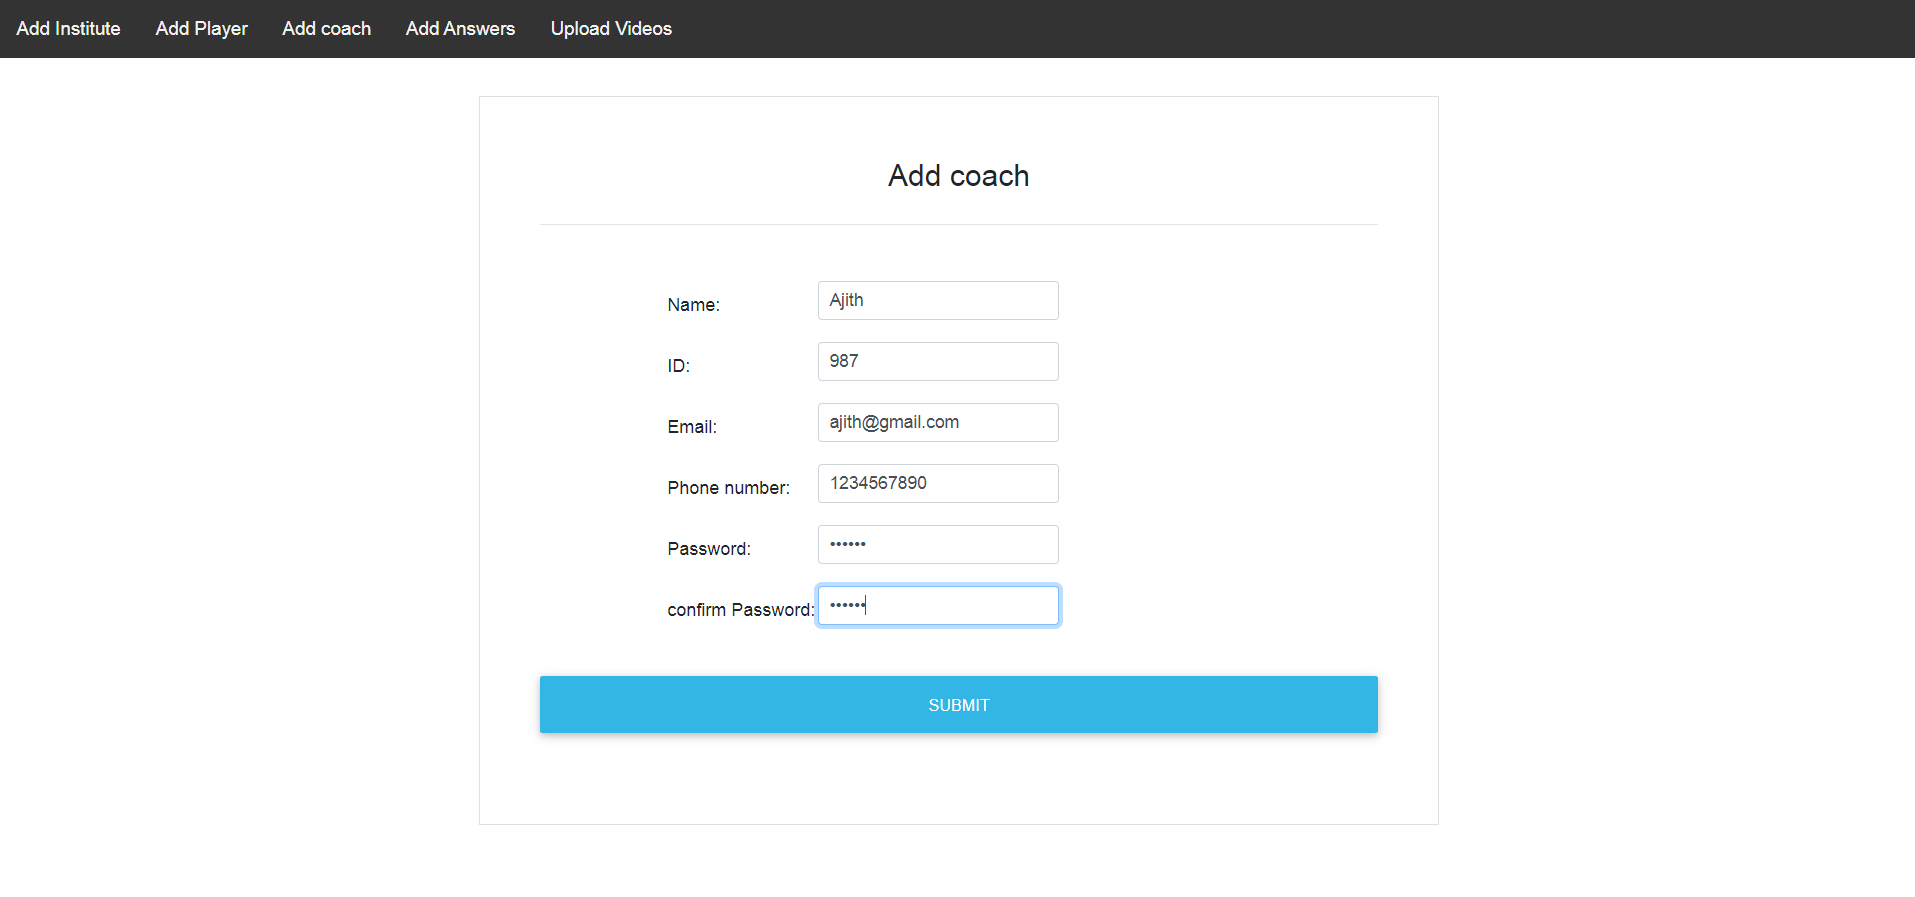 Add Institute Add Player Add coach Add Answers Upload Videos
Add coach
Name: Ajith
ID: 987
Email: ajith@gmail.com
Phone number: 1234567890
Password: ••••••
confirm Password: ••••••
SUBMIT